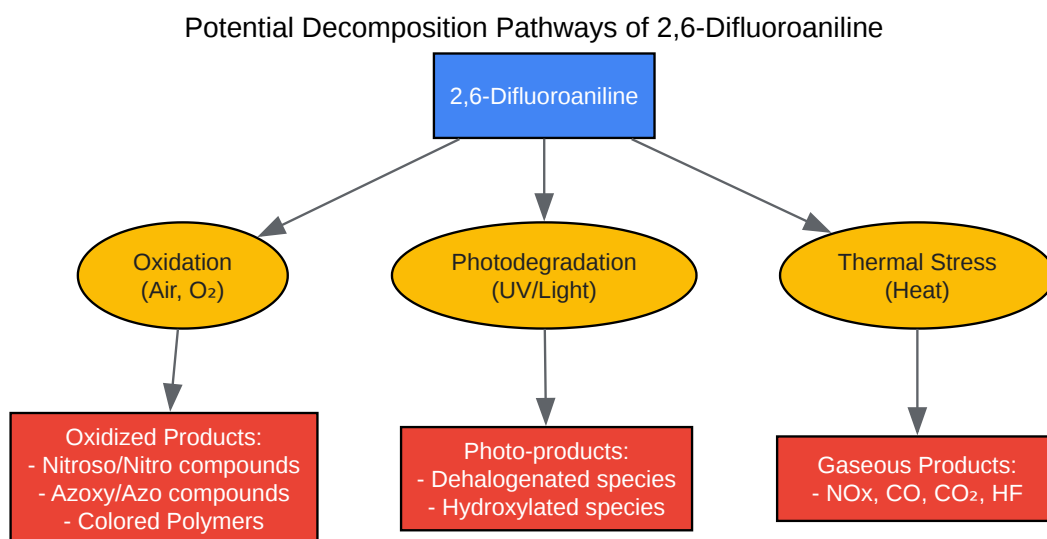 Potential Decomposition Pathways of 2,6-Difluoroaniline
2,6-Difluoroaniline
Oxidation
(Air, O₂)
Photodegradation
(UV/Light)
Thermal Stress
(Heat)
Oxidized Products:
- Nitroso/Nitro compounds
- Azoxy/Azo compounds
- Colored Polymers
Photo-products:
- Dehalogenated species
- Hydroxylated species
Gaseous Products:
- NOx, CO, CO₂, HF